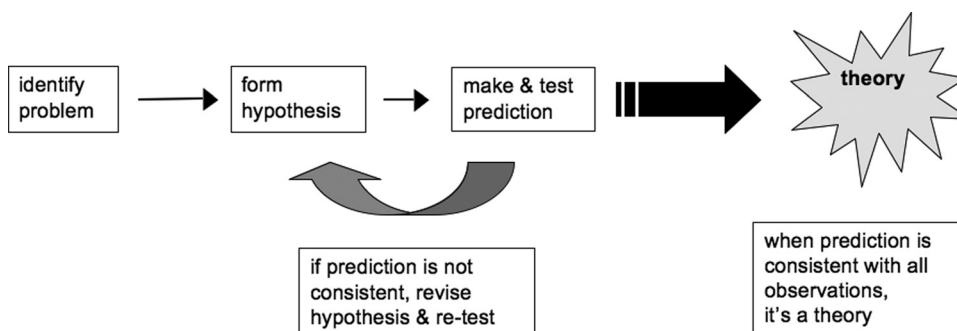 identify
problem
form
hypothesis
make & test
prediction
theory
if prediction is not
consistent, revise
hypothesis & re-test
when prediction is
consistent with all
observations,
it's a theory